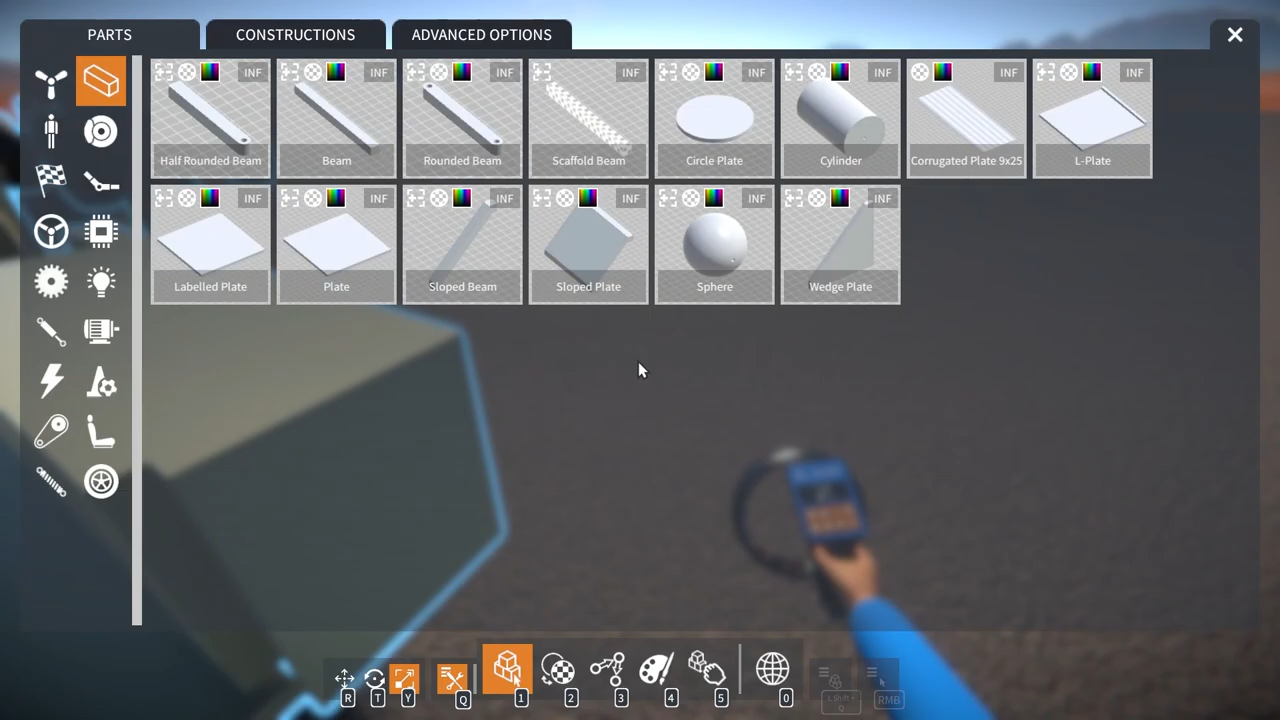 PARTS CONSTRUCTIONS ADVANCED OPTIONS
INF INF INF INF INF INF INF INF
Half Rounded Beam Beam Rounded Beam Scaffold Beam Circle Plate Cylinder Corrugated Plate 9x25 L-Plate
INF INF INF INF INF INF
Labelled Plate Plate Sloped Beam Sloped Plate Sphere Wedge Plate
R T Y Q 1 2 3 4 5 0 L Shift + Q RMB